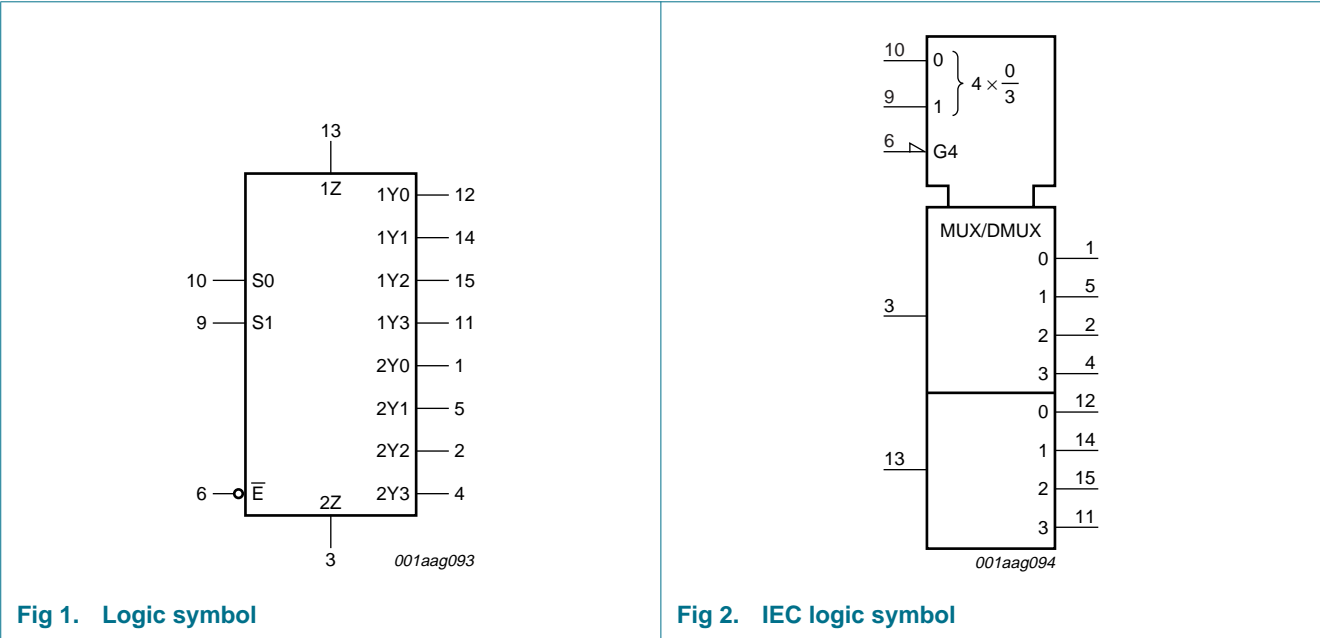 13
1Z
1Y0 12
1Y1 14
10 S0 1Y2 15
9 S1 1Y3 11
2Y0 1
2Y1 5
2Y2 2
6 E̅ 2Y3 4
2Z
3
001aag093
Fig 1. Logic symbol
10 0
9 1
4 × 0/3
6 G4
MUX/DMUX
0 1
1 5
3
2 2
3 4
0 12
1 14
13
2 15
3 11
001aag094
Fig 2. IEC logic symbol